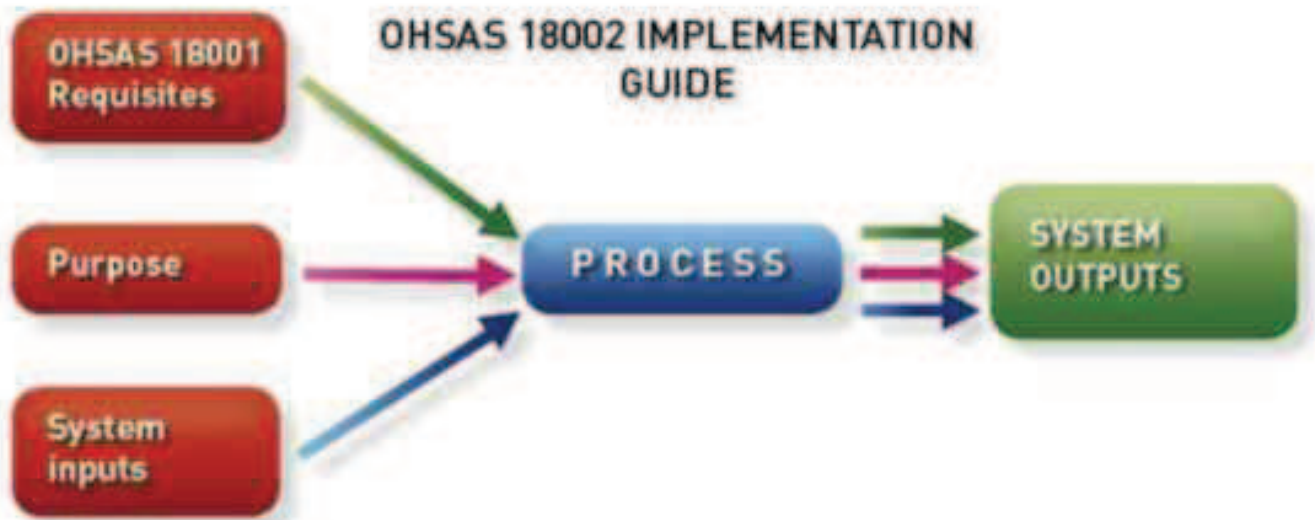 OHSAS 18002 IMPLEMENTATION
GUIDE
OHSAS 18001
Requisites
Purpose
System
inputs
PROCESS
SYSTEM
OUTPUTS